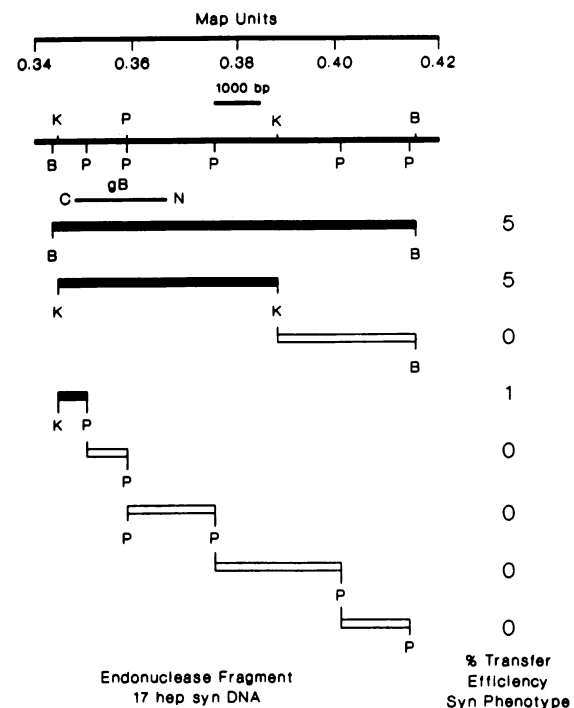 Map Units
0.34 0.36 0.38 0.40 0.42
1000 bp
K P K B
B P P P P P
gB
C N
5
B B
5
K K
0
B
1
K P
0
P
0
P P
0
P
0
P
Endonuclease Fragment
17 hep syn DNA
% Transfer
Efficiency
Syn Phenotype